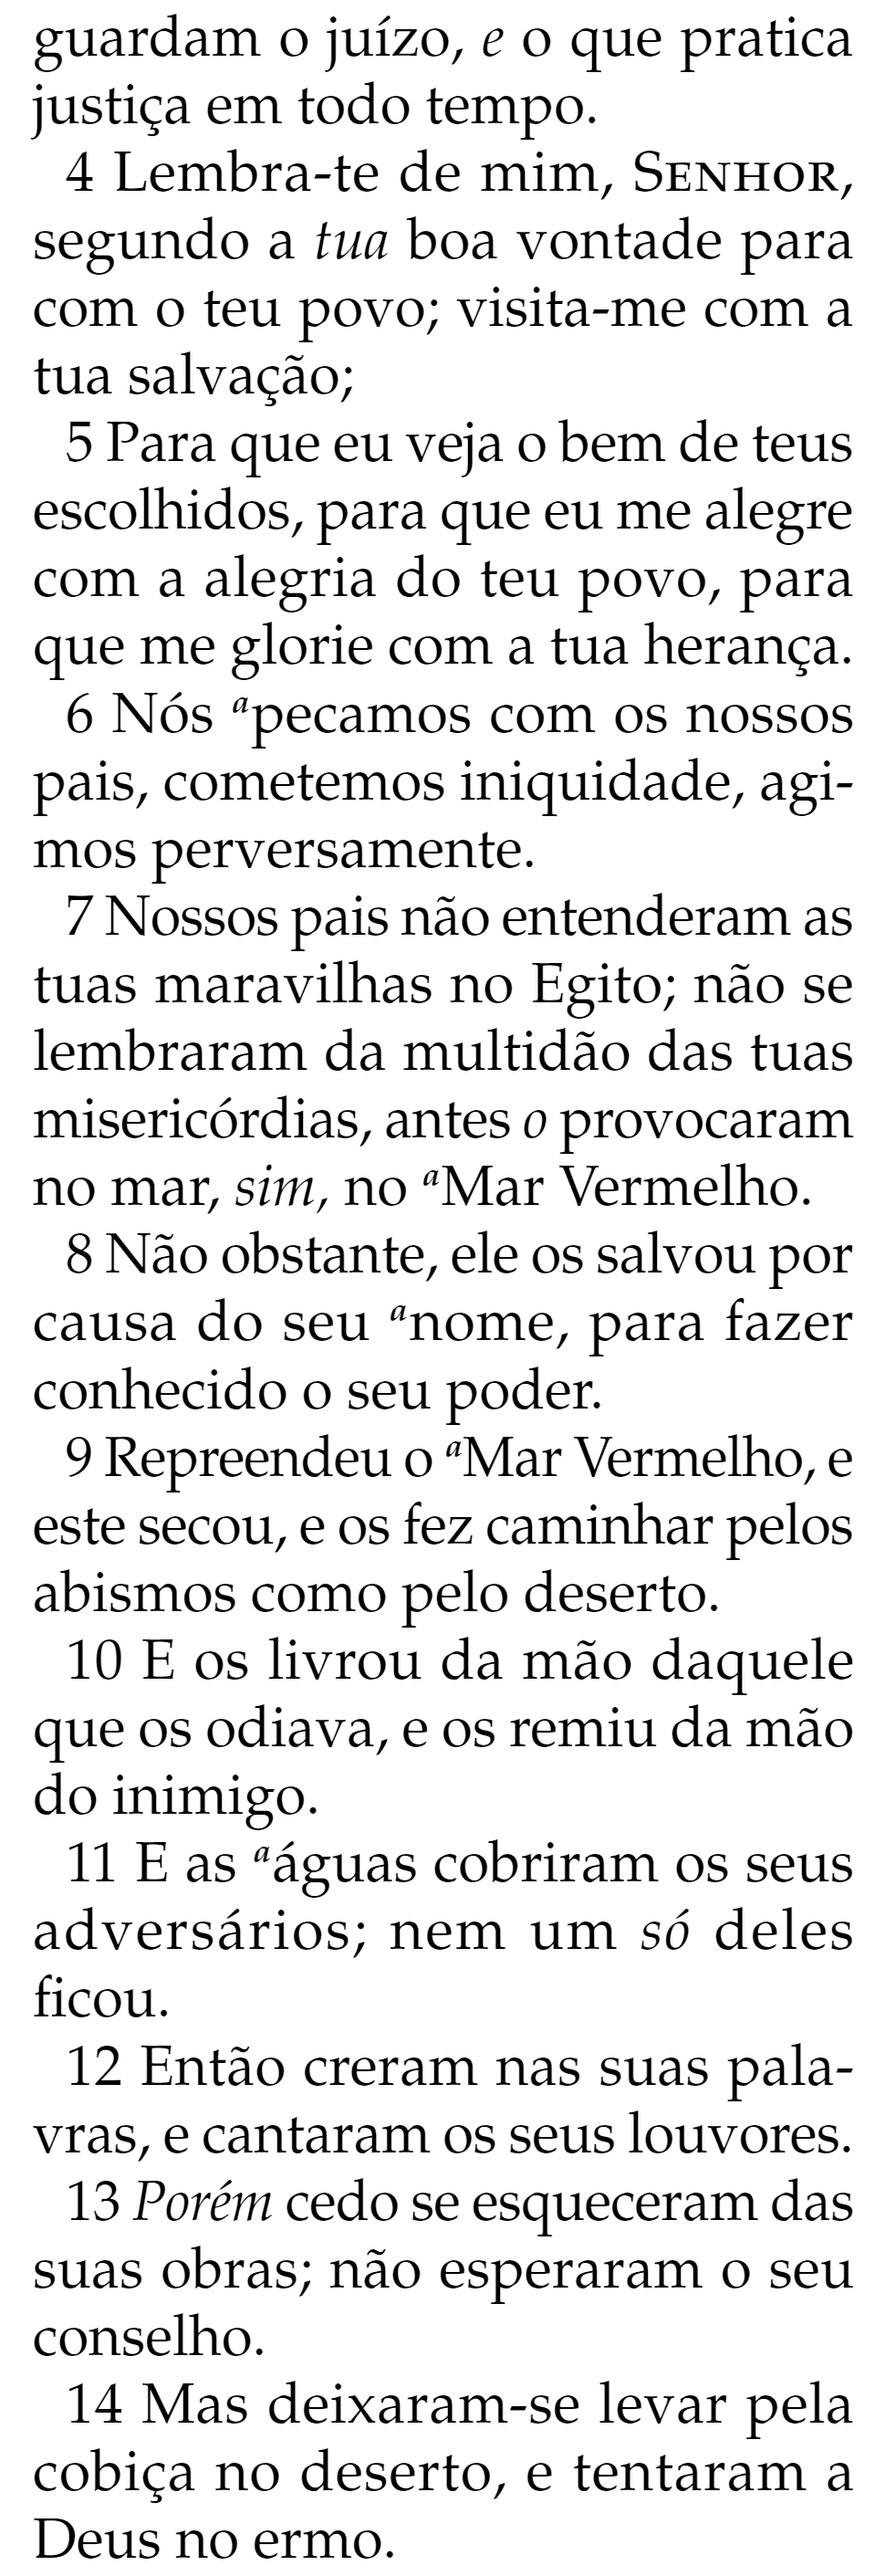 guardam o juízo, e o que pratica
justiça em todo tempo.
4 Lembra-te de mim, SENHOR,
segundo a tua boa vontade para
com o teu povo; visita-me com a
tua salvação;
5 Para que eu veja o bem de teus
escolhidos, para que eu me alegre
com a alegria do teu povo, para
que me glorie com a tua herança.
6 Nós ᵃpecamos com os nossos
pais, cometemos iniquidade, agi-
mos perversamente.
7 Nossos pais não entenderam as
tuas maravilhas no Egito; não se
lembraram da multidão das tuas
misericórdias, antes o provocaram
no mar, sim, no ᵃMar Vermelho.
8 Não obstante, ele os salvou por
causa do seu ᵃnome, para fazer
conhecido o seu poder.
9 Repreendeu o ᵃMar Vermelho, e
este secou, e os fez caminhar pelos
abismos como pelo deserto.
10 E os livrou da mão daquele
que os odiava, e os remiu da mão
do inimigo.
11 E as ᵃáguas cobriram os seus
adversários; nem um só deles
ficou.
12 Então creram nas suas pala-
vras, e cantaram os seus louvores.
13 Porém cedo se esqueceram das
suas obras; não esperaram o seu
conselho.
14 Mas deixaram-se levar pela
cobiça no deserto, e tentaram a
Deus no ermo.